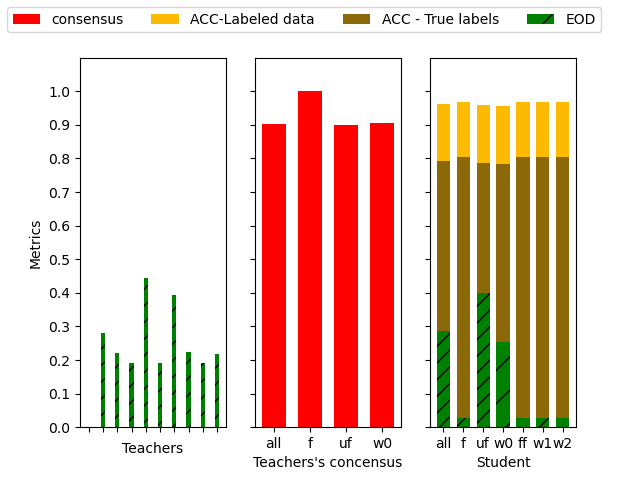 consensus ACC-Labeled data ACC - True labels EOD
Metrics
1.0
0.9
0.8
0.7
0.6
0.5
0.4
0.3
0.2
0.1
0.0
Teachers
all f uf w0
Teachers's concensus
all f uf w0 ff w1 w2
Student